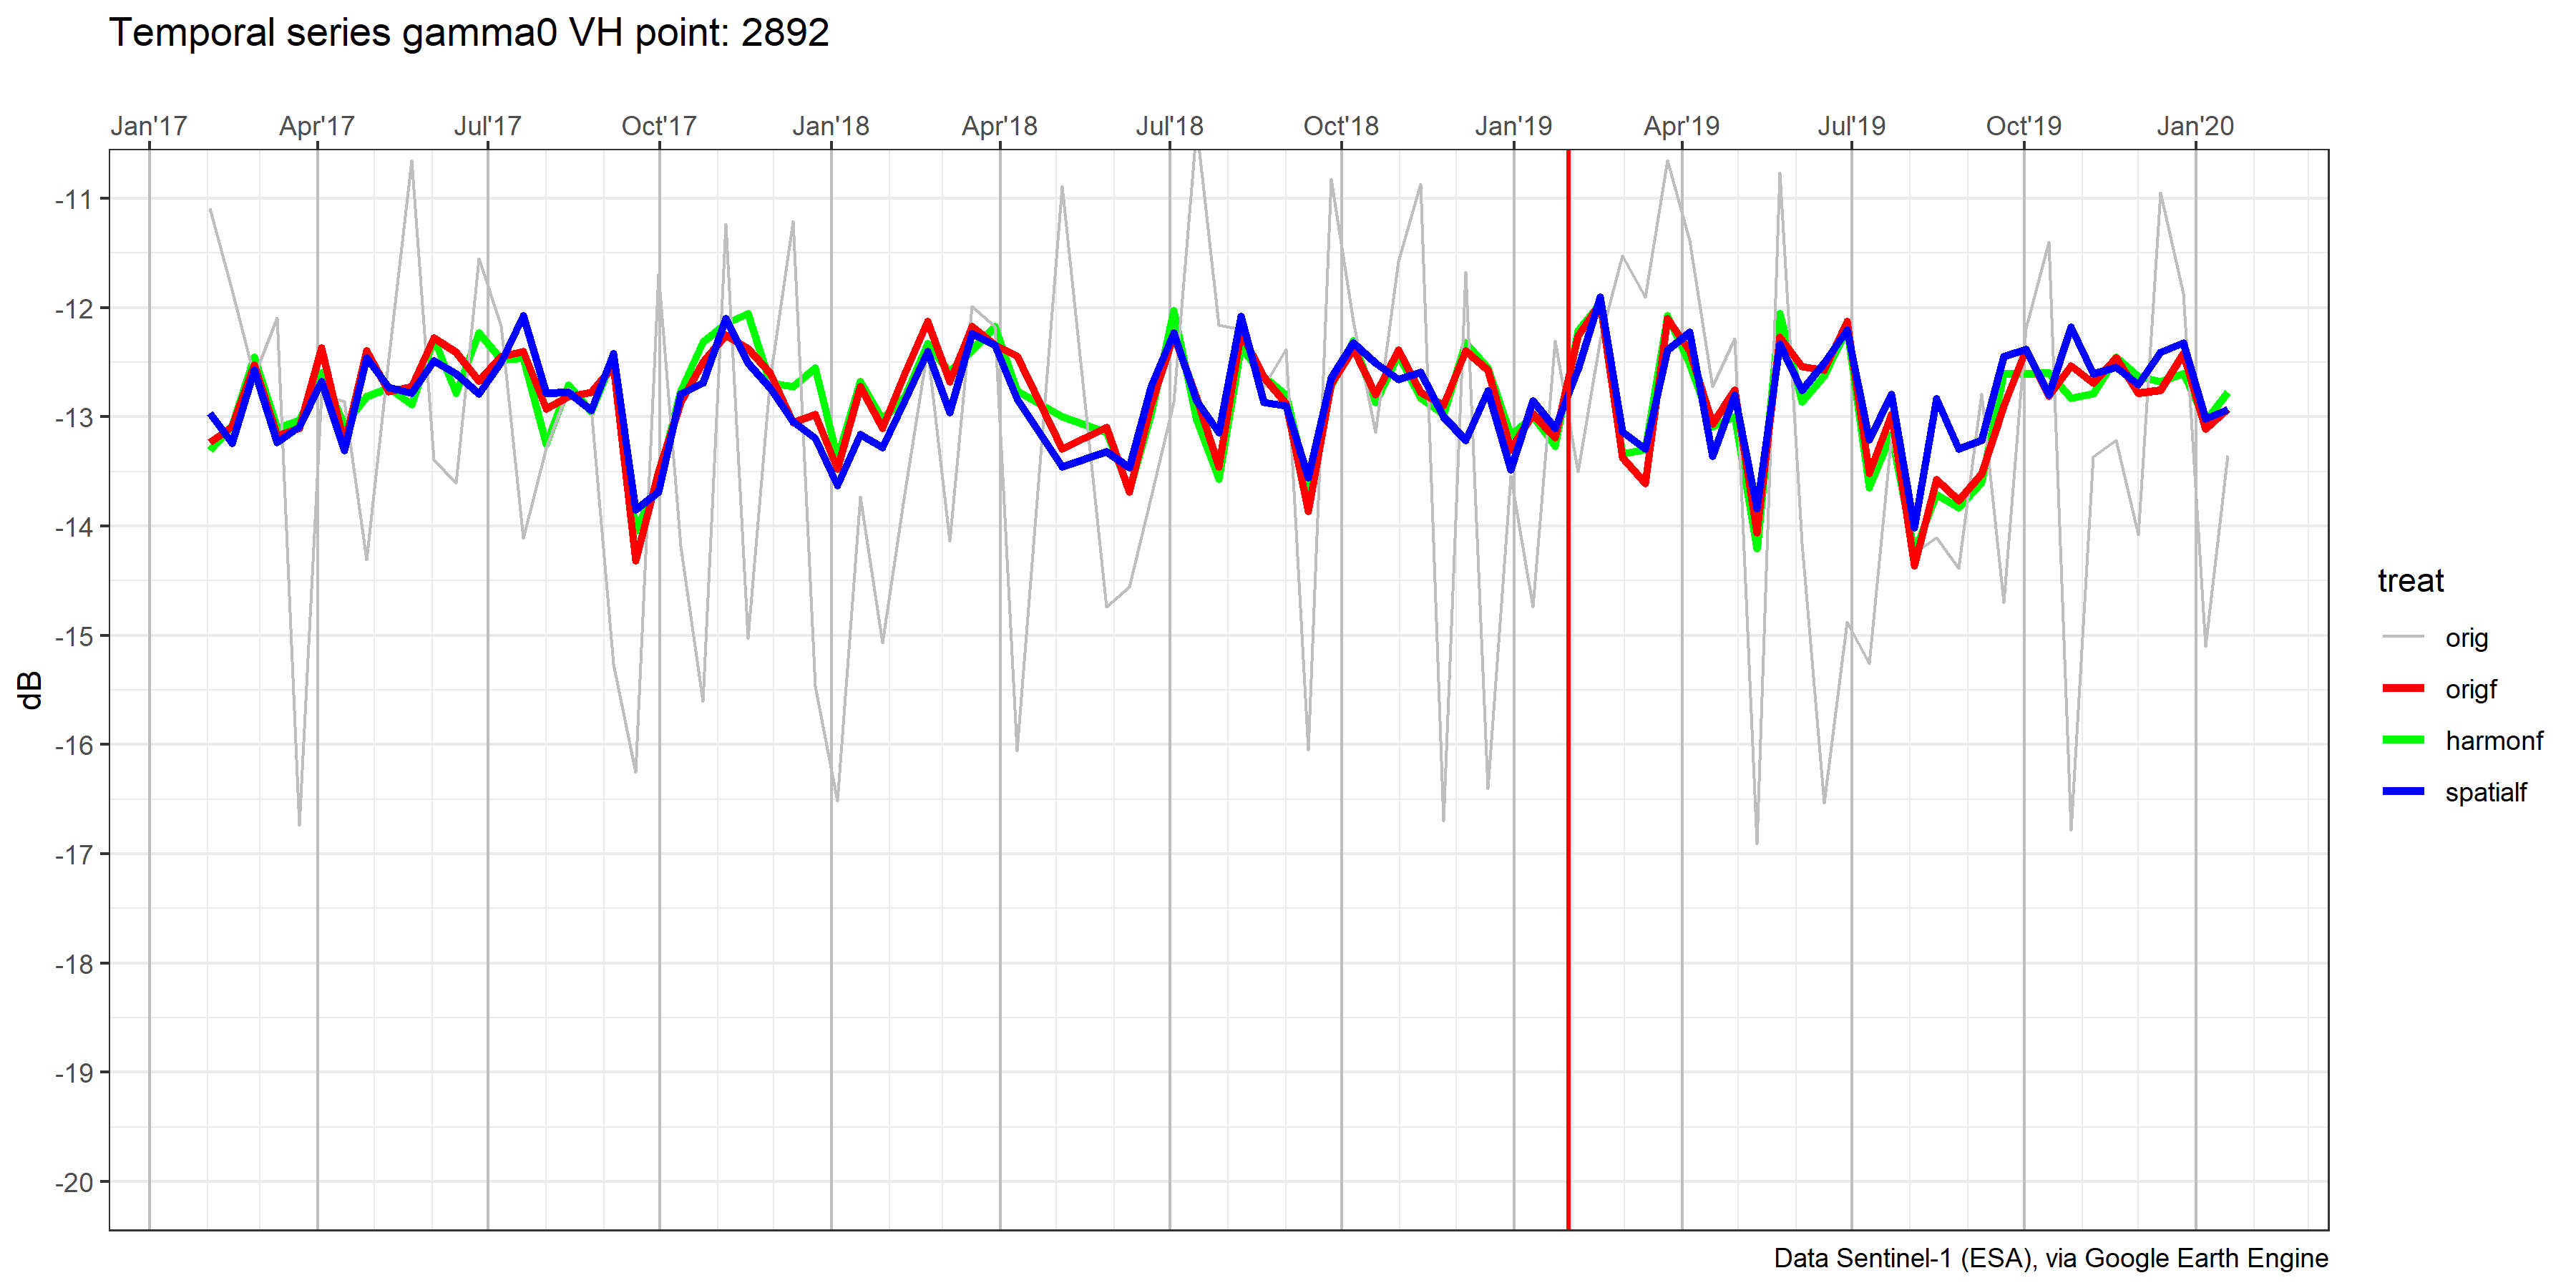 Temporal series gamma0 VH point: 2892
Jan'17 Apr'17 Jul'17 Oct'17 Jan'18 Apr'18 Jul'18 Oct'18 Jan'19 Apr'19 Jul'19 Oct'19 Jan'20
-11
-12
-13
-14
-15
-16
-17
-18
-19
-20
dB
treat
orig
origf
harmonf
spatialf
Data Sentinel-1 (ESA), via Google Earth Engine